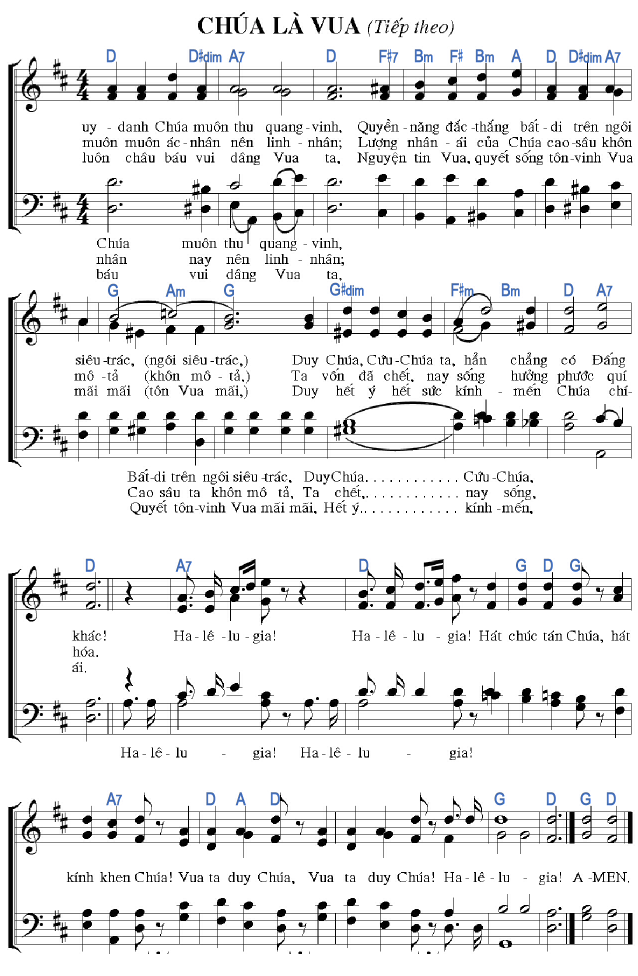 CHÚA LÀ VUA (Tiếp theo)
D D#dim A7 D F#7 Bm F# Bm A D D#dim A7
4 4
uy-danh Chúa muôn thu quang-vinh, Quyền-năng đắc-thắng bất-di trên ngôi
muôn muôn ác-nhân nên linh-nhân; Lượng nhân-ái của Chúa cao-sâu khôn
luôn châu báu vui dâng Vua ta, Nguyện tin Vua, quyết sống tôn-vinh Vua
4 4
Chúa muôn thu quang-vinh,
nhân nay nên linh-nhân;
báu vui dâng Vua ta,
G Am G G#dim F#m Bm D A7
siêu-trác, (ngôi siêu-trác,) Duy Chúa, Cứu-Chúa ta, hẳn chẳng có Đấng
mô-tả (khôn mô-tả,) Ta vốn đã chết, nay sống hưởng phước quí
mãi mãi (tôn Vua mãi,) Duy hết ý hết sức kính-mến Chúa chí-
Bất-di trên ngôi siêu-trác, Duy Chúa............ Cứu-Chúa,
Cao sâu ta khôn mô tả, Ta chết,............ nay sống,
Quyết tôn-vinh Vua mãi mãi, Hết ý............. kính-mến,
D A7 D G D G
khác! Ha-lê-lu-gia! Ha-lê-lu-gia! Hát chúc tán Chúa, hát
hóa.
ái.
Ha-lê-lu-gia! Ha-lê-lu-gia!
A7 D A D G D G D
kính khen Chúa! Vua ta duy Chúa, Vua ta duy Chúa! Ha-lê-lu-gia! A-MEN.